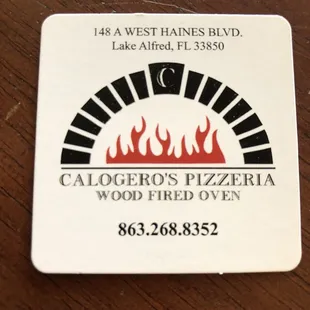 148 A WEST HAINES BLVD.
Lake Alfred, FL 33850
C
CALOGERO'S PIZZERIA
WOOD FIRED OVEN
863.268.8352